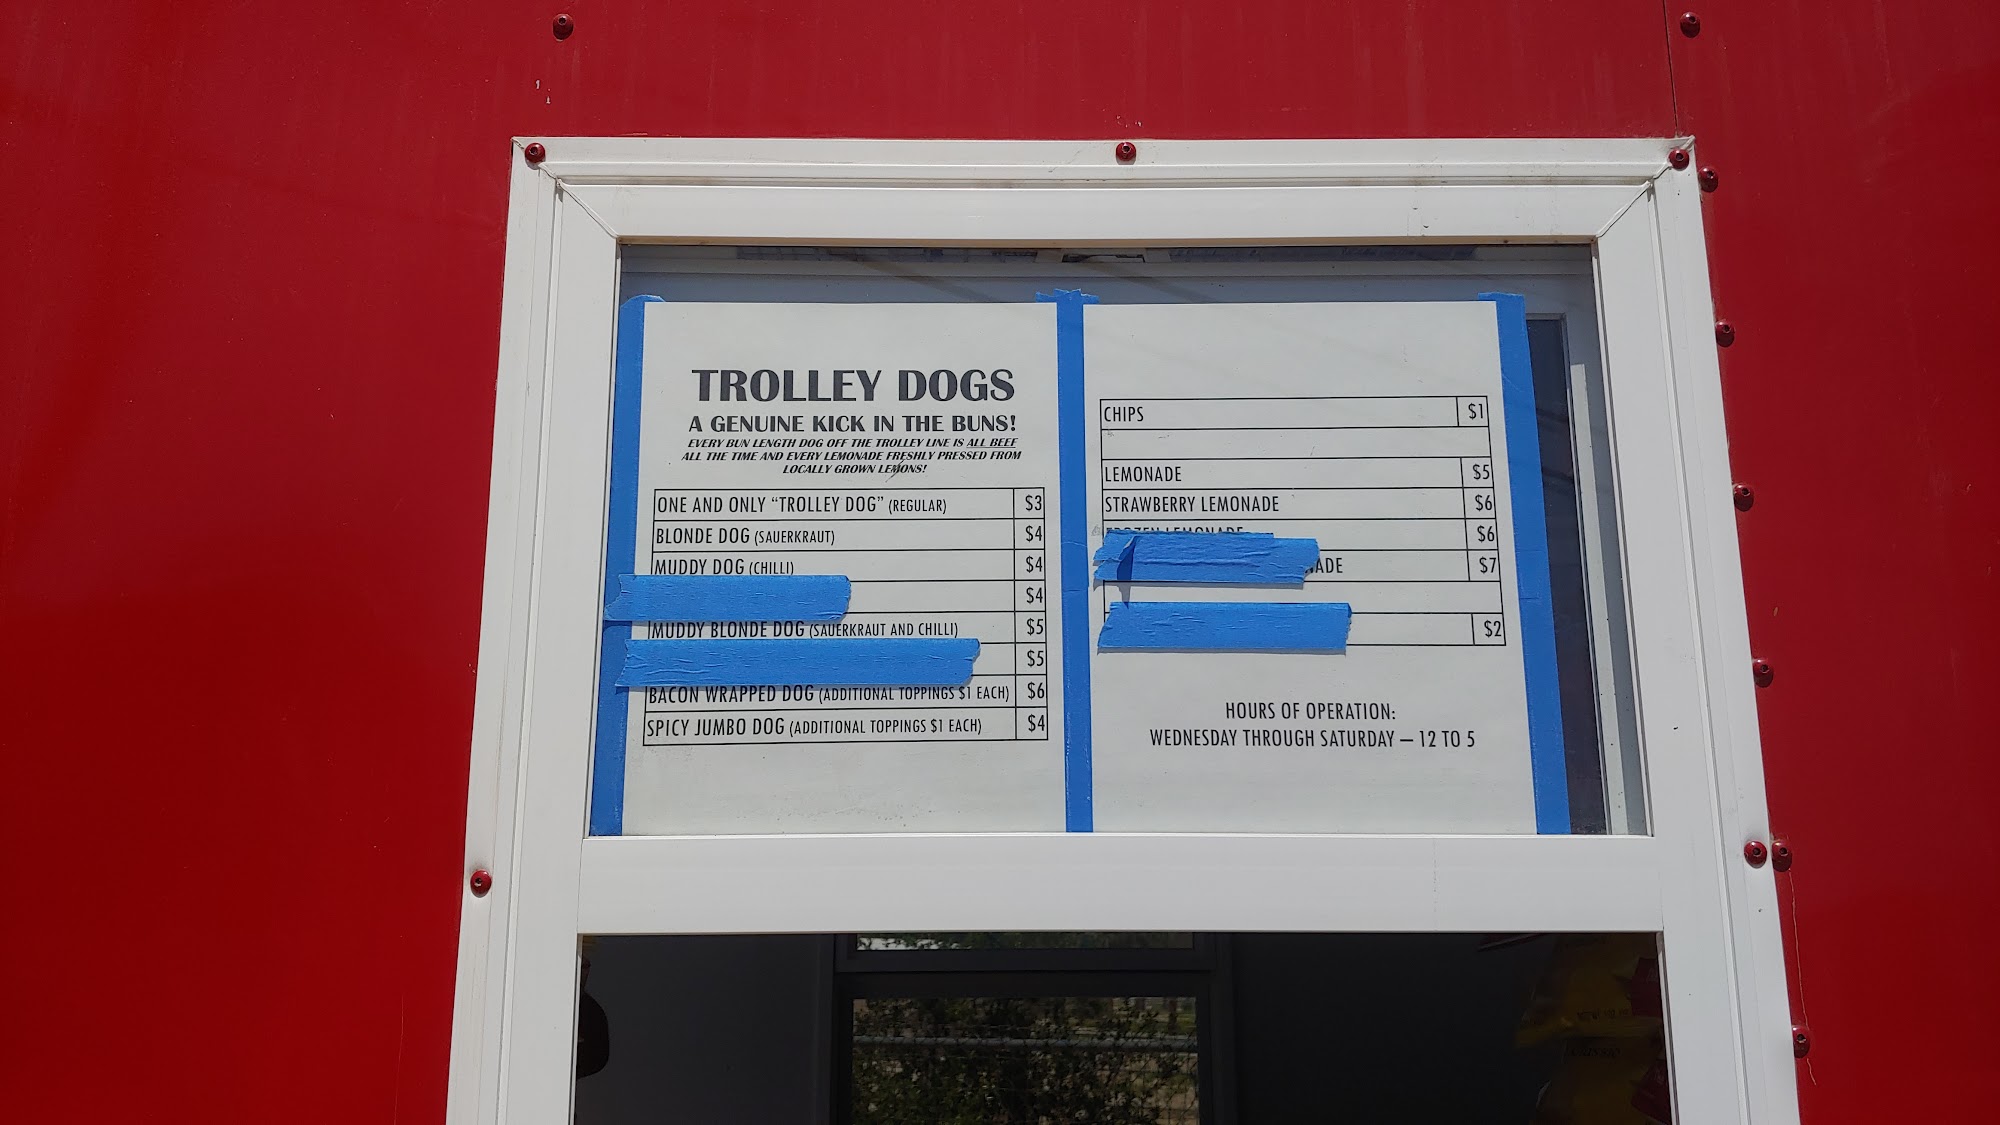 TROLLEY DOGS
A GENUINE KICK IN THE BUNS!
EVERY BUN LENGTH DOG OFF THE TROLLEY LINE IS ALL BEEF
ALL THE TIME AND EVERY LEMONADE FRESHLY PRESSED FROM
LOCALLY GROWN LEMONS!
ONE AND ONLY “TROLLEY DOG” (REGULAR) $3
BLONDE DOG (SAUERKRAUT) $4
MUDDY DOG (CHILLI) $4
$4
MUDDY BLONDE DOG (SAUERKRAUT AND CHILLI) $5
$5
BACON WRAPPED DOG (ADDITIONAL TOPPINGS $1 EACH) $6
SPICY JUMBO DOG (ADDITIONAL TOPPINGS $1 EACH) $4
CHIPS $1
LEMONADE $5
STRAWBERRY LEMONADE $6
FROZEN LEMONADE $6
NADE $7
$2
HOURS OF OPERATION:
WEDNESDAY THROUGH SATURDAY – 12 TO 5